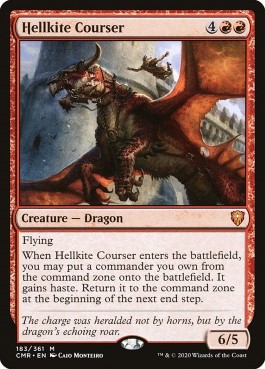 Hellkite Courser 4
Creature — Dragon
Flying
When Hellkite Courser enters the battlefield,
you may put a commander you own from
the command zone onto the battlefield. It
gains haste. Return it to the command zone
at the beginning of the next end step.
The charge was heralded not by horns, but by the
dragon's echoing roar.
6/5
183/361 M
CMR • EN Caio Monteiro
™ & © 2020 Wizards of the Coast